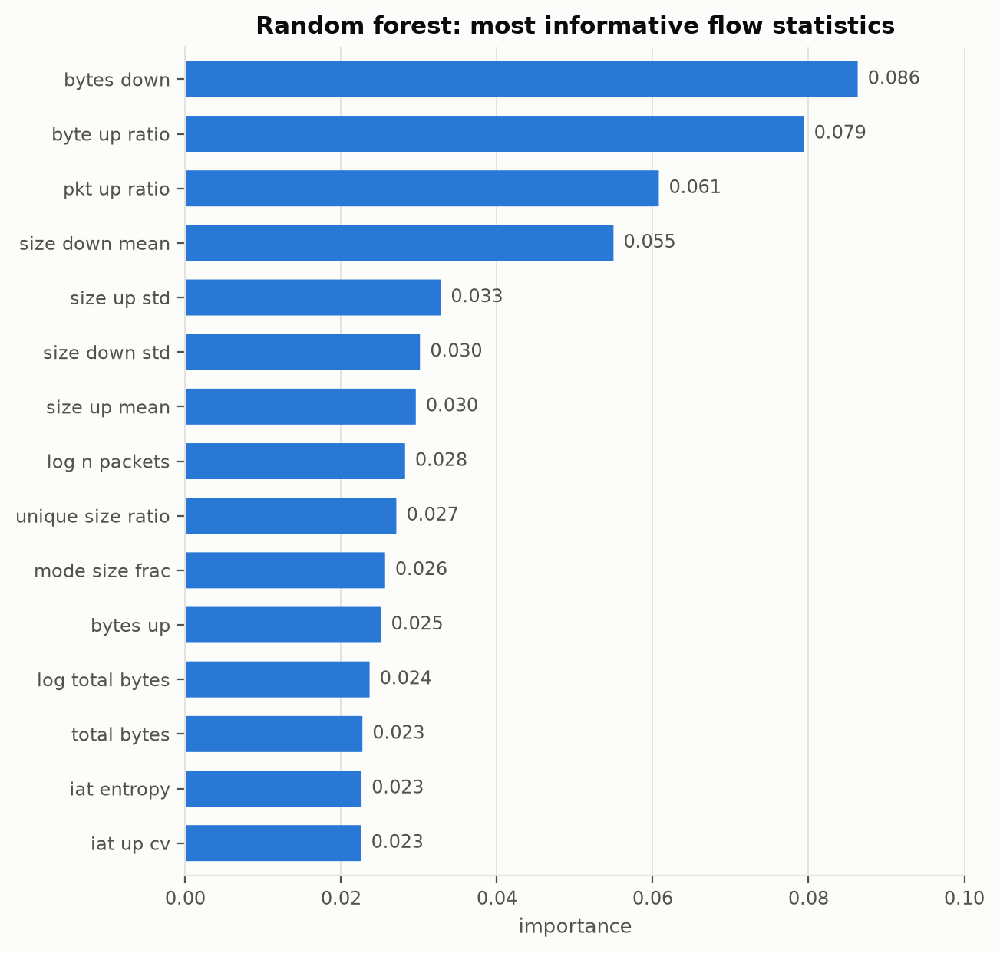 Random forest: most informative flow statistics
bytes down 0.086
byte up ratio 0.079
pkt up ratio 0.061
size down mean 0.055
size up std 0.033
size down std 0.030
size up mean 0.030
log n packets 0.028
unique size ratio 0.027
mode size frac 0.026
bytes up 0.025
log total bytes 0.024
total bytes 0.023
iat entropy 0.023
iat up cv 0.023
0.00 0.02 0.04 0.06 0.08 0.10
importance